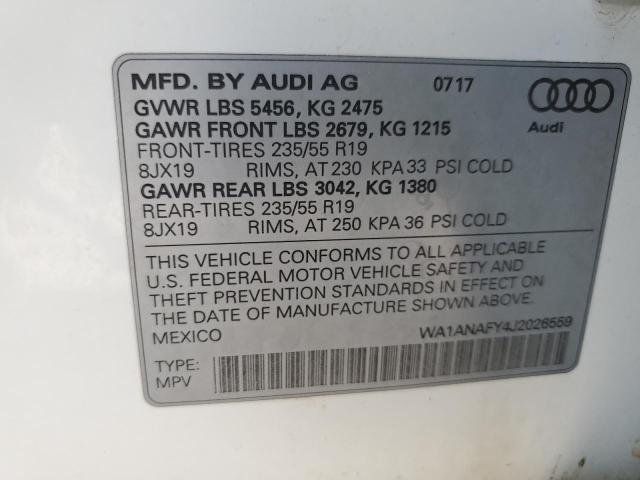 MFD. BY AUDI AG 0717
GVWR LBS 5456, KG 2475
GAWR FRONT LBS 2679, KG 1215
FRONT-TIRES 235/55 R19
8JX19 RIMS, AT 230 KPA 33 PSI COLD
GAWR REAR LBS 3042, KG 1380
REAR-TIRES 235/55 R19
8JX19 RIMS, AT 250 KPA 36 PSI COLD
Audi
THIS VEHICLE CONFORMS TO ALL APPLICABLE
U.S. FEDERAL MOTOR VEHICLE SAFETY AND
THEFT PREVENTION STANDARDS IN EFFECT ON
THE DATE OF MANUFACTURE SHOWN ABOVE.
MEXICO WA1ANAFY4J2026559
TYPE:
MPV